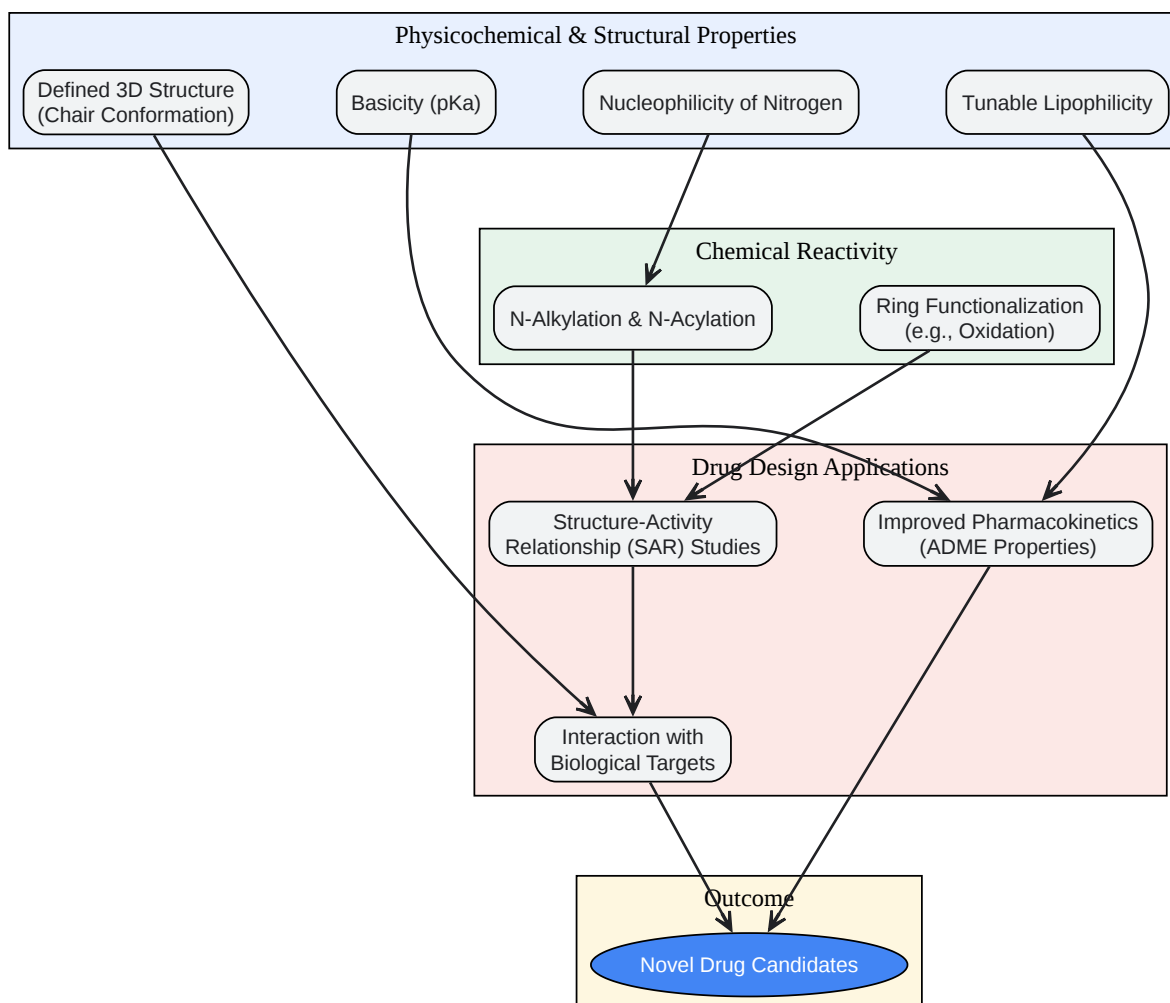 Physicochemical & Structural Properties
Defined 3D Structure
(Chair Conformation)
Basicity (pKa)
Nucleophilicity of Nitrogen
Tunable Lipophilicity
Chemical Reactivity
N-Alkylation & N-Acylation
Ring Functionalization
(e.g., Oxidation)
Drug Design Applications
Structure-Activity
Relationship (SAR) Studies
Improved Pharmacokinetics
(ADME Properties)
Interaction with
Biological Targets
Outcome
Novel Drug Candidates